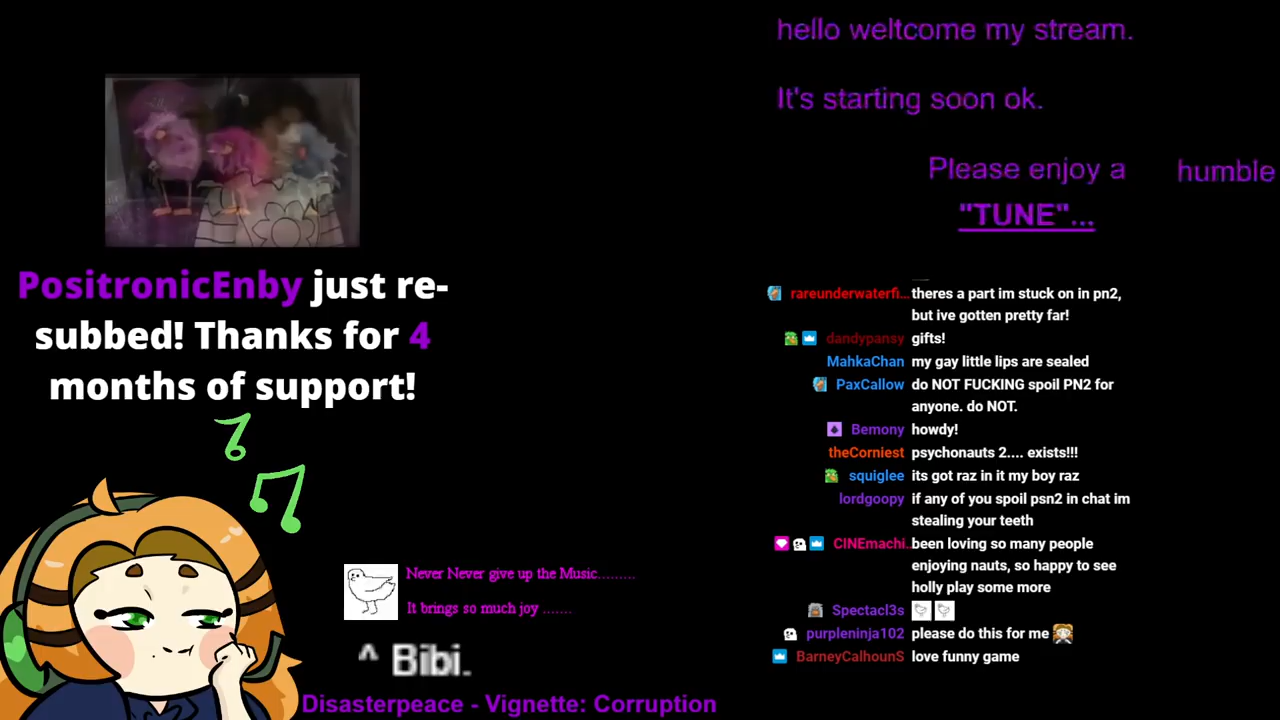 hello weltcome my stream.
It's starting soon ok.
Please enjoy a humble
"TUNE"...
PositronicEnby just re-
subbed! Thanks for 4
months of support!
rareunderwaterfi... theres a part im stuck on in pn2,
but ive gotten pretty far!
dandypansy gifts!
MahkaChan my gay little lips are sealed
PaxCallow do NOT FUCKING spoil PN2 for
anyone. do NOT.
Bemony howdy!
theCorniest psychonauts 2.... exists!!!
squiglee its got raz in it my boy raz
lordgoopy if any of you spoil psn2 in chat im
stealing your teeth
CINEmachi... been loving so many people
enjoying nauts, so happy to see
holly play some more
Spectacl3s
purpleninja102 please do this for me
BarneyCalhounS love funny game
Never Never give up the Music.........
It brings so much joy .......
^ Bibi.
Disasterpeace - Vignette: Corruption